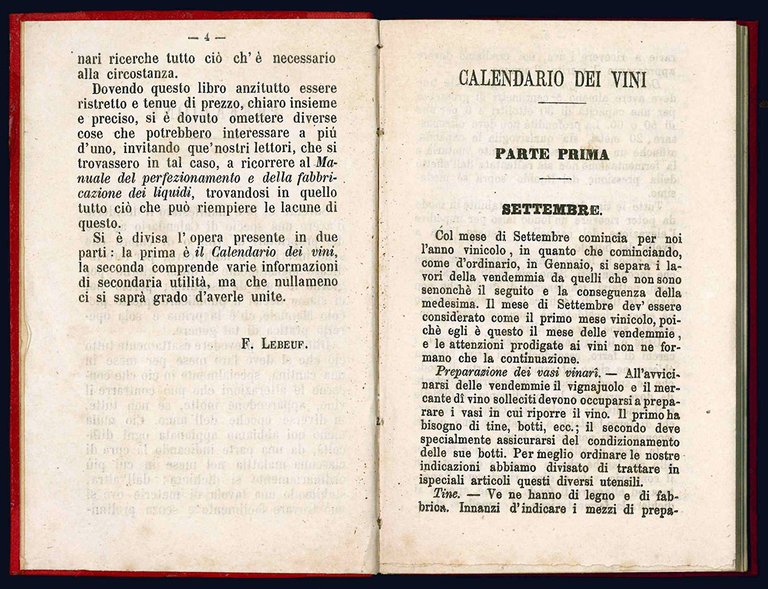 — 4 —
nari ricerche tutto ciò ch'è necessario
alla circostanza.
Dovendo questo libro anzitutto essere
ristretto e tenue di prezzo, chiaro insieme
e preciso, si è dovuto omettere diverse
cose che potrebbero interessare a piú
d'uno, invitando que'nostri lettori, che si
trovassero in tal caso, a ricorrere al Ma-
nuale del perfezionamento e della fabbri-
cazione dei liquidi, trovandosi in quello
tutto ciò che può riempiere le lacune di
questo.
Si è divisa l'opera presente in due
parti: la prima è il Calendario dei vini,
la seconda comprende varie informazioni
di secondaria utilità, ma che nullameno
ci si saprà grado d'averle unite.
F. Lebeuf.
CALENDARIO DEI VINI
PARTE PRIMA
SETTEMBRE.
Col mese di Settembre comincia per noi
l'anno vinicolo, in quanto che cominciando,
come d'ordinario, in Gennaio, si separa i la-
vori della vendemmia da quelli che non sono
senonchè il seguito e la conseguenza della
medesima. Il mese di Settembre dev'essere
considerato come il primo mese vinicolo, poi-
chè egli è questo il mese delle vendemmie,
e le attenzioni prodigate ai vini non ne for-
mano che la continuazione.
Preparazione dei vasi vinarî. — All'avvici-
narsi delle vendemmie il vignajuolo e il mer-
cante di vino solleciti devono occuparsi a prepa-
rare i vasi in cui riporre il vino. Il primo ha
bisogno di tine, botti, ecc.; il secondo deve
specialmente assicurarsi del condizionamento
delle sue botti. Per meglio ordinare le nostre
indicazioni abbiamo divisato di trattare in
ispeciali articoli questi diversi utensili.
Tine. — Ve ne hanno di legno e di fab-
brica. Innanzi d'indicare i mezzi di prepa-